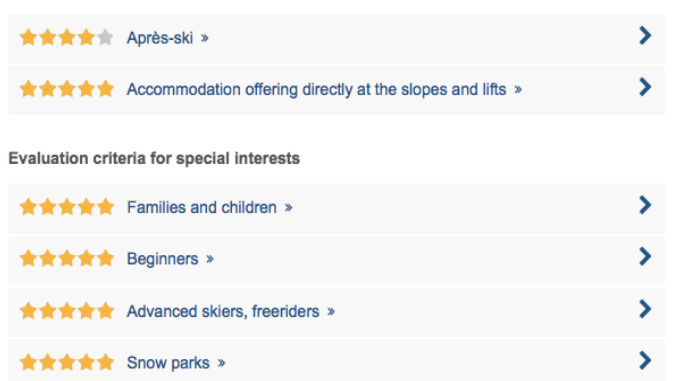 Après-ski »
Accommodation offering directly at the slopes and lifts »
Evaluation criteria for special interests
Families and children »
Beginners »
Advanced skiers, freeriders »
Snow parks »